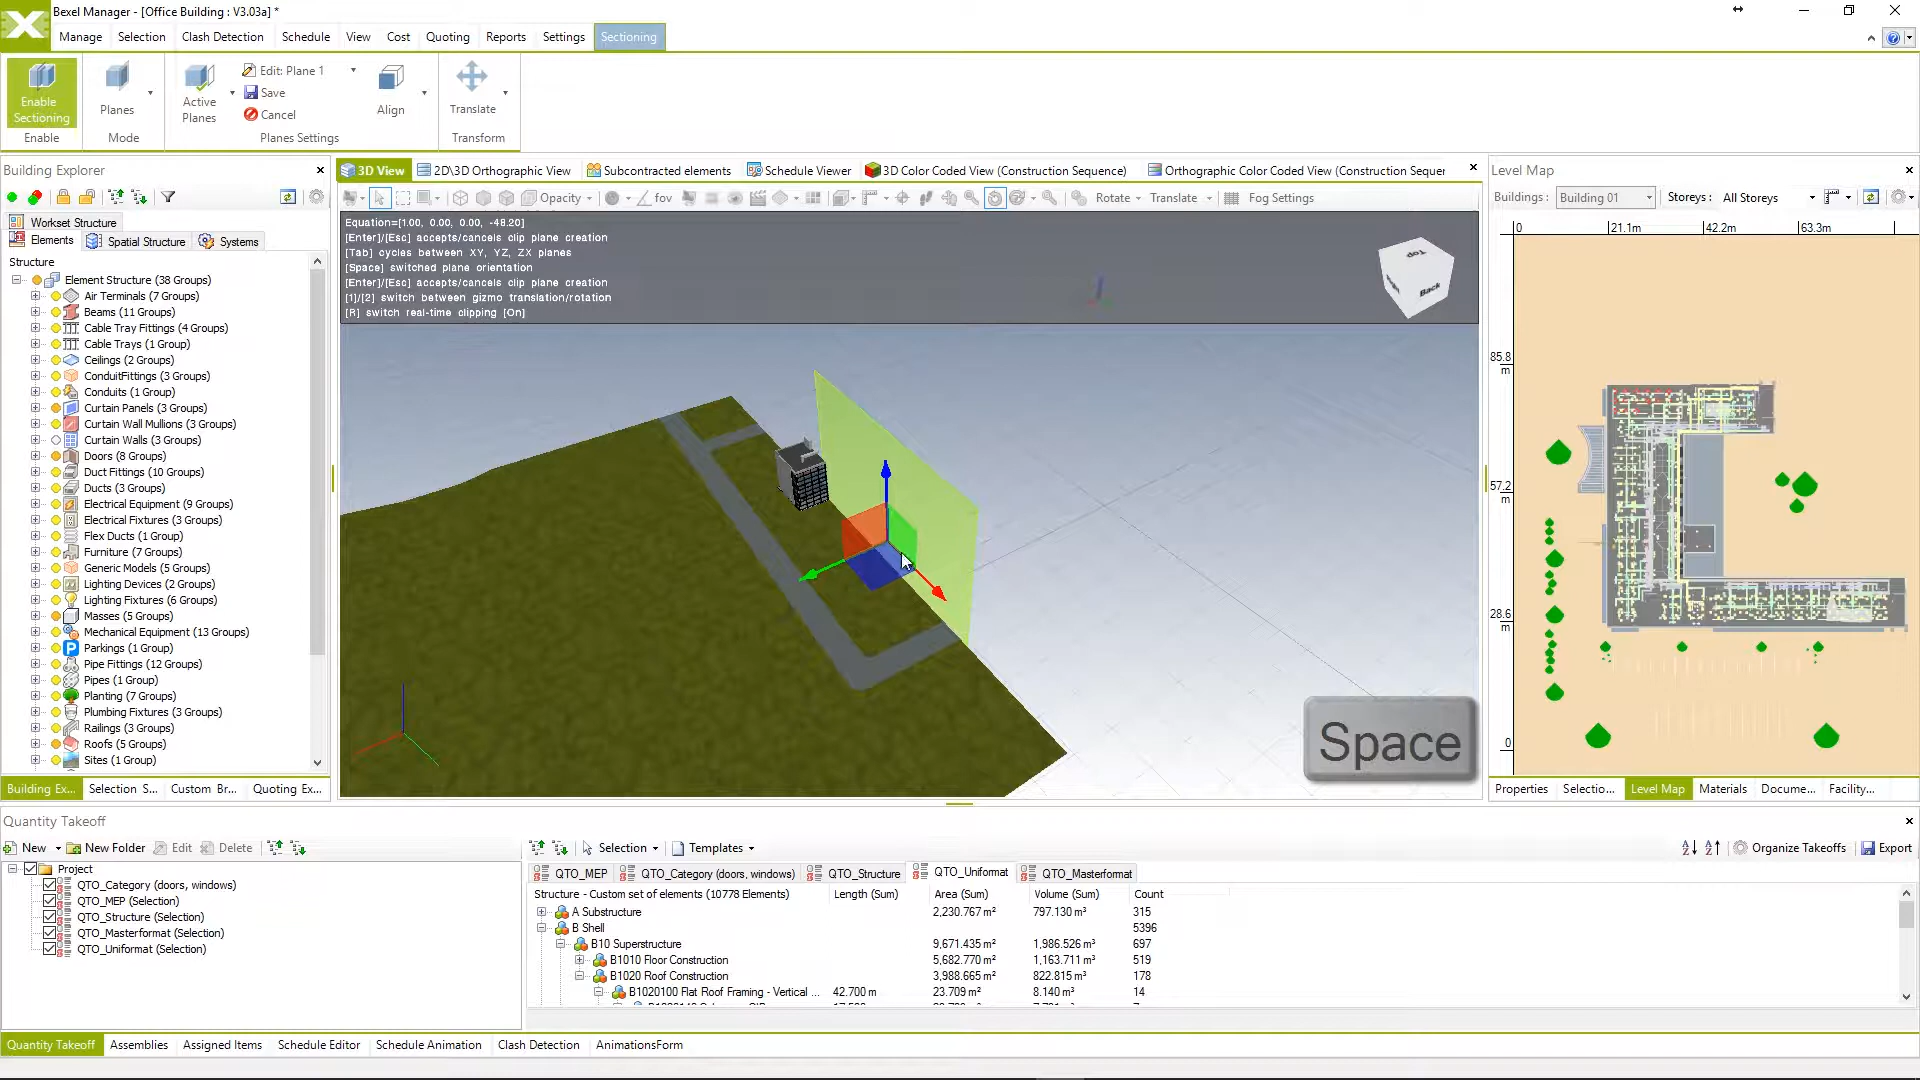 Bexel Manager - [Office Building : V3.03a] *
Manage Selection Clash Detection Schedule View Cost Quoting Reports Settings Sectioning
Enable Sectioning
Planes
Active Planes
Edit: Plane 1
Save
Cancel
Align
Translate
Enable Mode Planes Settings Transform
Building Explorer
Workset Structure
Elements Spatial Structure Systems
Structure
Element Structure (38 Groups)
Air Terminals (7 Groups)
Beams (11 Groups)
Cable Tray Fittings (4 Groups)
Cable Trays (1 Group)
Ceilings (2 Groups)
ConduitFittings (3 Groups)
Conduits (1 Group)
Curtain Panels (3 Groups)
Curtain Wall Mullions (3 Groups)
Curtain Walls (3 Groups)
Doors (8 Groups)
Duct Fittings (10 Groups)
Ducts (3 Groups)
Electrical Equipment (9 Groups)
Electrical Fixtures (3 Groups)
Flex Ducts (1 Group)
Furniture (7 Groups)
Generic Models (5 Groups)
Lighting Devices (2 Groups)
Lighting Fixtures (6 Groups)
Masses (5 Groups)
Mechanical Equipment (13 Groups)
Parkings (1 Group)
Pipe Fittings (12 Groups)
Pipes (1 Group)
Planting (7 Groups)
Plumbing Fixtures (3 Groups)
Railings (3 Groups)
Roofs (5 Groups)
Sites (1 Group)
Building Ex... Selection S... Custom Br... Quoting Ex...
3D View 2D\3D Orthographic View Subcontracted elements Schedule Viewer 3D Color Coded View (Construction Sequence) Orthographic Color Coded View (Construction Sequer
Opacity fov Rotate Translate Fog Settings
Equation=[1.00, 0.00, 0.00, -48.20]
[Enter]/[Esc] accepts/cancels clip plane creation
[Tab] cycles between XY, YZ, ZX planes
[Space] switched plane orientation
[Enter]/[Esc] accepts/cancels clip plane creation
[1]/[2] switch between gizmo translation/rotation
[R] switch real-time clipping [On]
Top
Back
Space
Level Map
Buildings : Building 01 Storeys : All Storeys
0 21.1m 42.2m 63.3m
85.8 m
57.2 m
28.6 m
0
Properties Selectio... Level Map Materials Docume... Facility...
Quantity Takeoff
New New Folder Edit Delete
Project
QTO_Category (doors, windows)
QTO_MEP (Selection)
QTO_Structure (Selection)
QTO_Masterformat (Selection)
QTO_Uniformat (Selection)
Selection Templates Organize Takeoffs Export
QTO_MEP QTO_Category (doors, windows) QTO_Structure QTO_Uniformat QTO_Masterformat
Structure - Custom set of elements (10778 Elements) Length (Sum) Area (Sum) Volume (Sum) Count
A Substructure 2,230.767 m² 797.130 m³ 315
B Shell 5396
B10 Superstructure 9,671.435 m² 1,986.526 m³ 697
B1010 Floor Construction 5,682.770 m² 1,163.711 m³ 519
B1020 Roof Construction 3,988.665 m² 822.815 m³ 178
B1020100 Flat Roof Framing - Vertical ... 42.700 m 23.709 m² 8.140 m³ 14
Quantity Takeoff Assemblies Assigned Items Schedule Editor Schedule Animation Clash Detection AnimationsForm